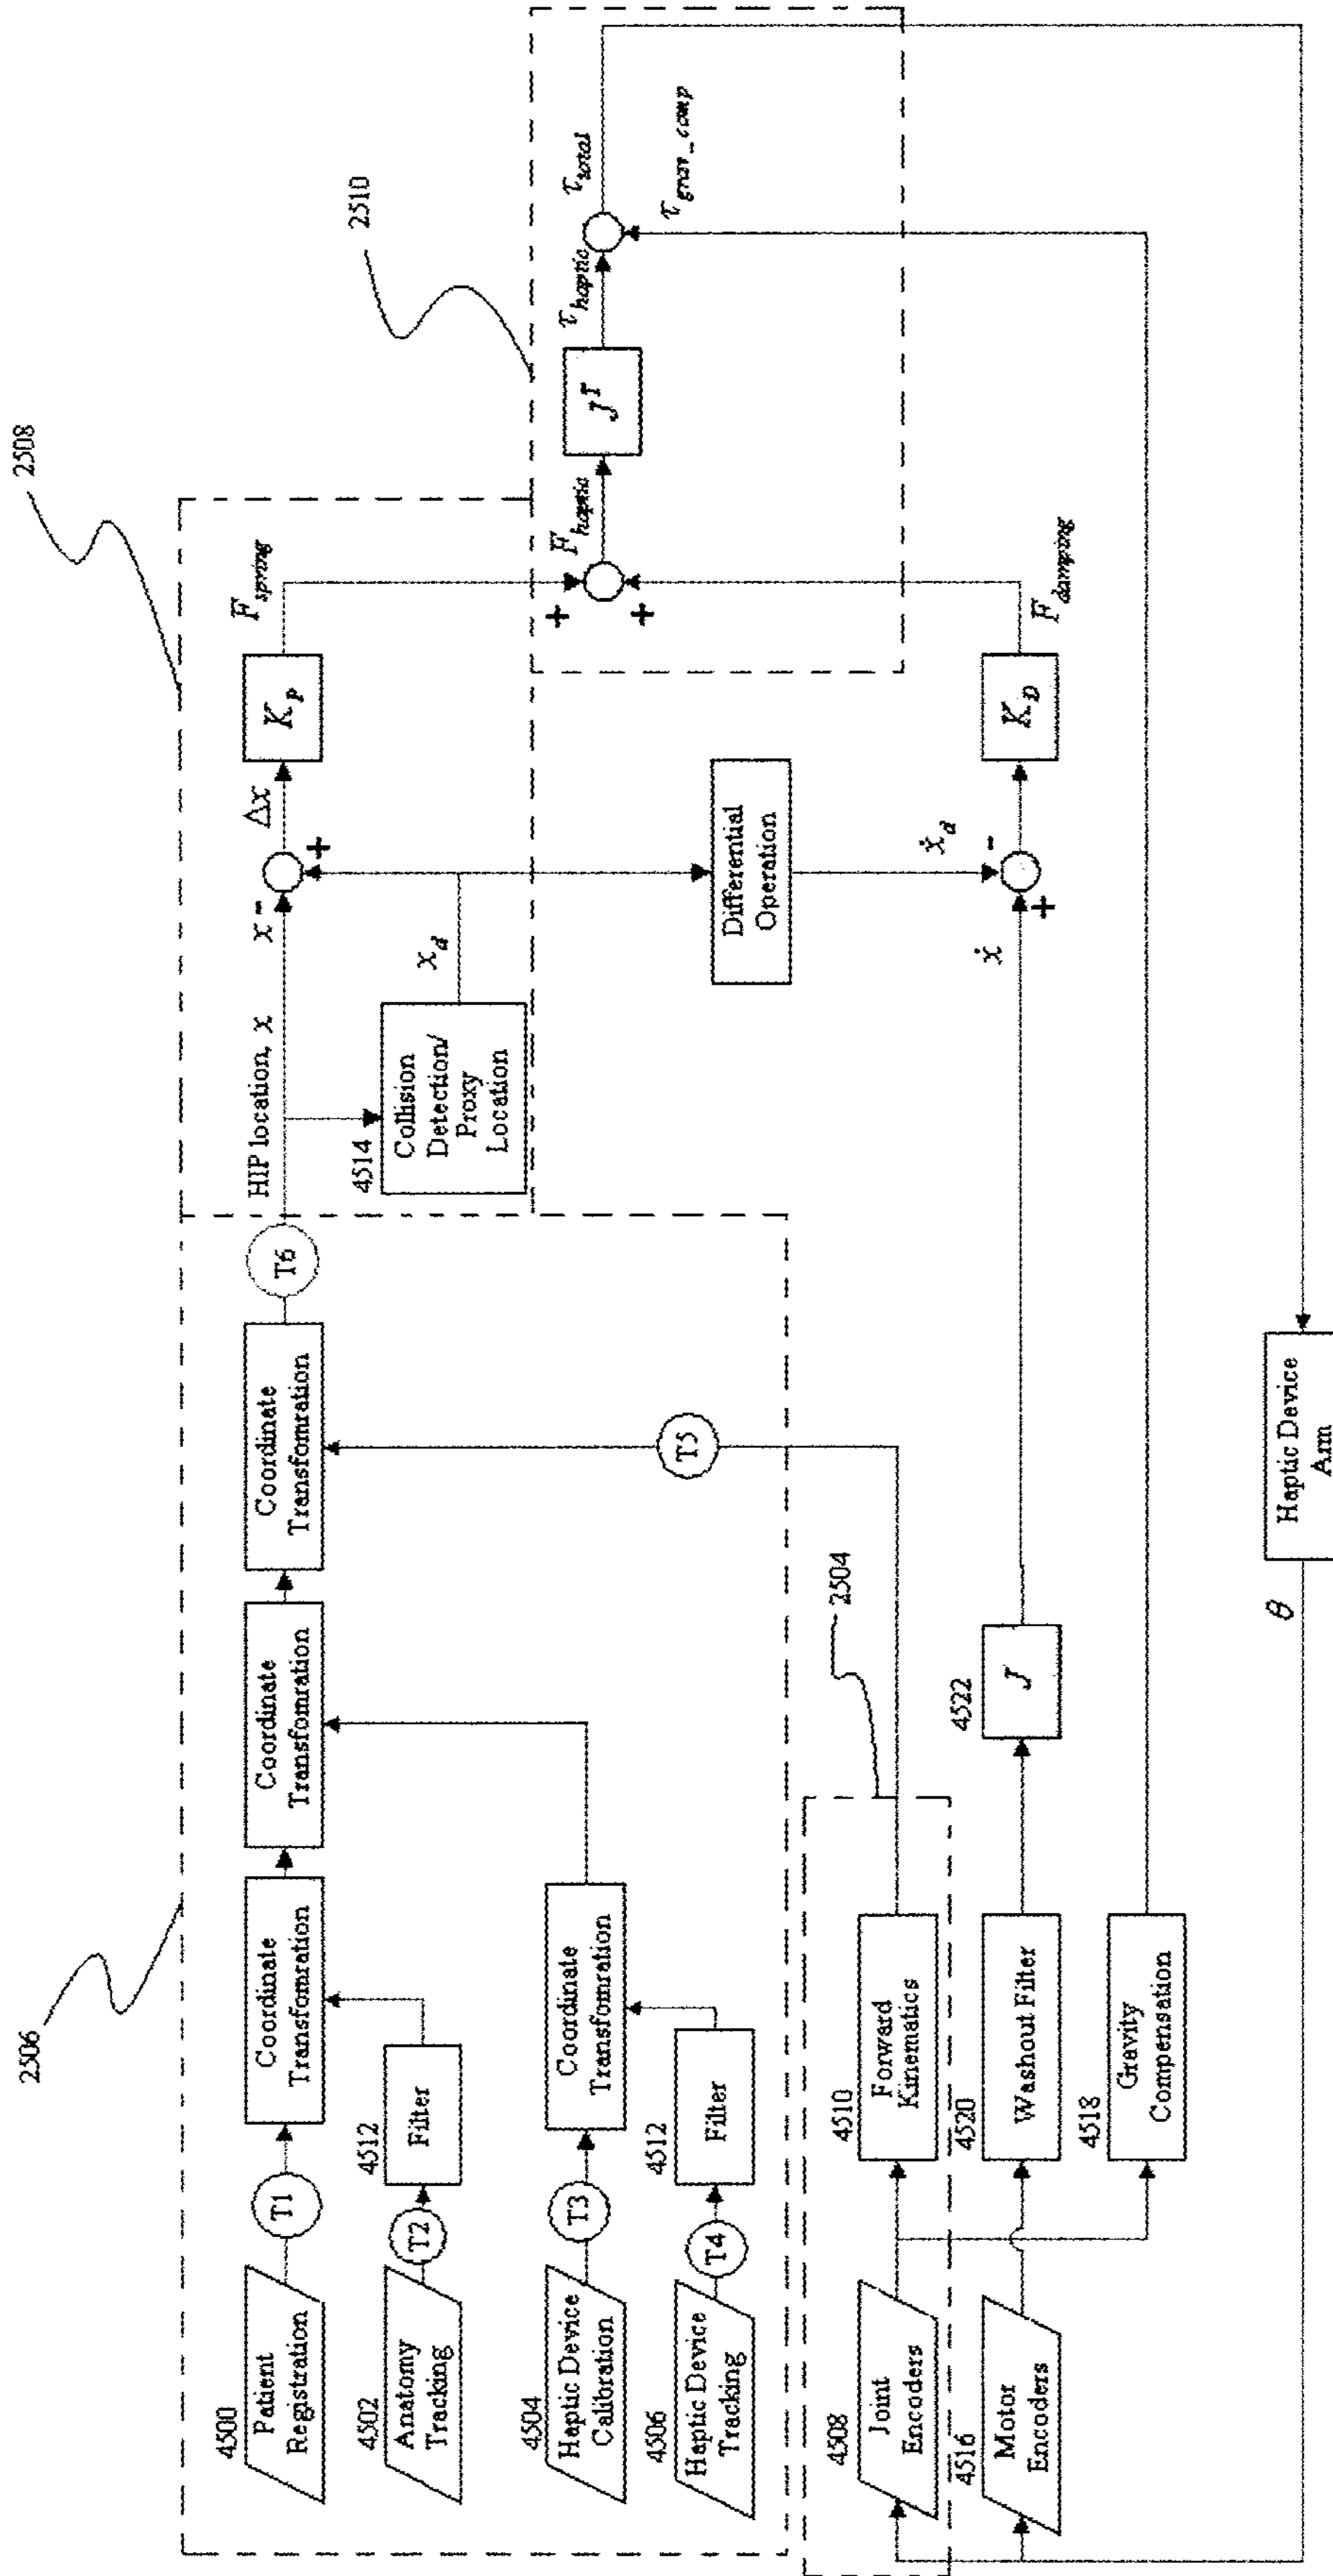 2506
2508
2510
4500
Patient
Registration
T1
Coordinate
Transfomration
Coordinate
Transfomration
Coordinate
Transfomration
T6
HIP location, x
x
-
+
Δx
K_p
F_spring
4502
Anatomy
Tracking
T2
4512
Filter
4514
Collision
Detection/
Proxy
Location
x_d
4504
Haptic Device
Calibration
T3
Coordinate
Transfomration
+
+
F_haptic
J^T
τ_haptic
τ_total
τ_grav_comp
4506
Haptic Device
Tracking
T4
4512
Filter
T5
Differential
Operation
ẋ_d
2504
4508
Joint
Encoders
4510
Forward
Kinematics
4516
Motor
Encoders
4520
Washout Filter
4522
J
ẋ
+
-
K_D
F_damping
4518
Gravity
Compensation
θ
Haptic Device
Arm